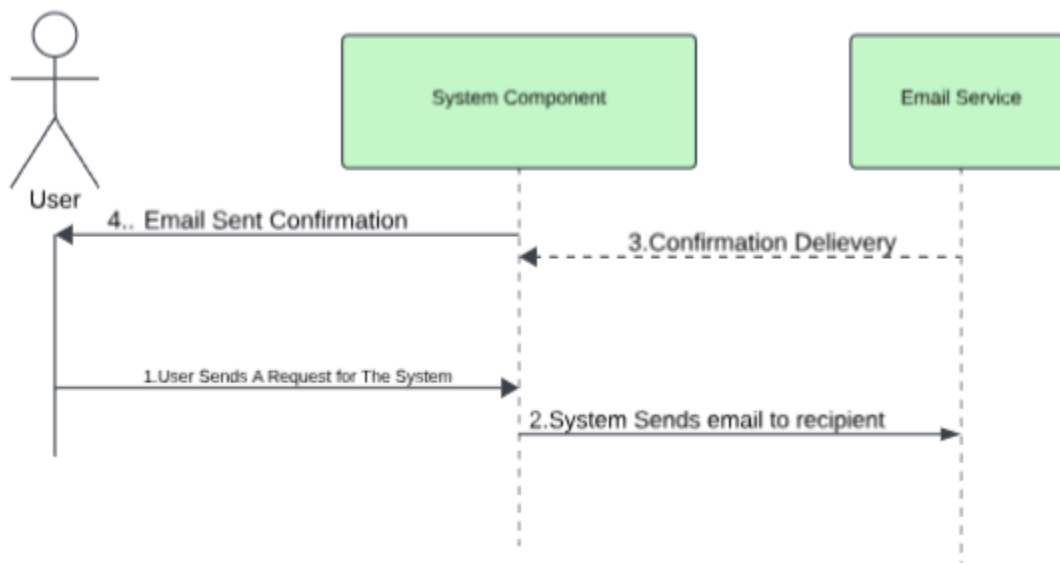 System Component
Email Service
User
4.. Email Sent Confirmation
3.Confirmation Delievery
1.User Sends A Request for The System
2.System Sends email to recipient